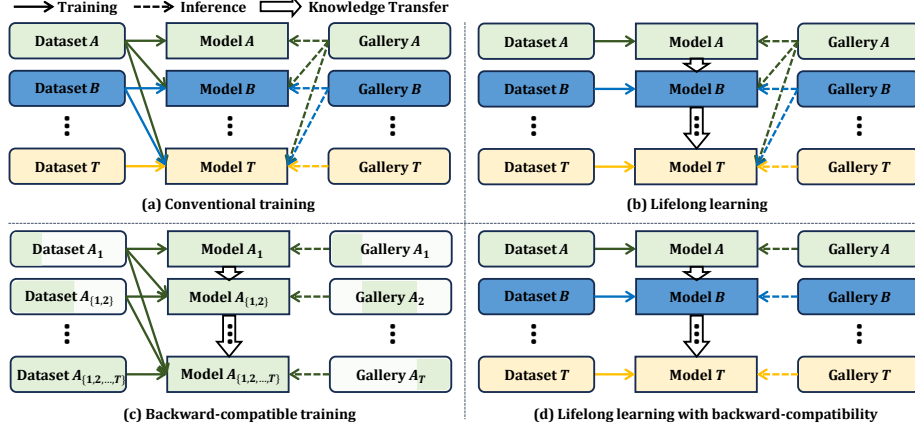 Training Inference Knowledge Transfer
Dataset A Model A Gallery A
Dataset B Model B Gallery B
Dataset T Model T Gallery T
(a) Conventional training
Dataset A Model A Gallery A
Dataset B Model B Gallery B
Dataset T Model T Gallery T
(b) Lifelong learning
Dataset A₁ Model A₁ Gallery A₁
Dataset A{1,2} Model A{1,2} Gallery A₂
Dataset A{1,2,...,T} Model A{1,2,...,T} Gallery A_T
(c) Backward-compatible training
Dataset A Model A Gallery A
Dataset B Model B Gallery B
Dataset T Model T Gallery T
(d) Lifelong learning with backward-compatibility